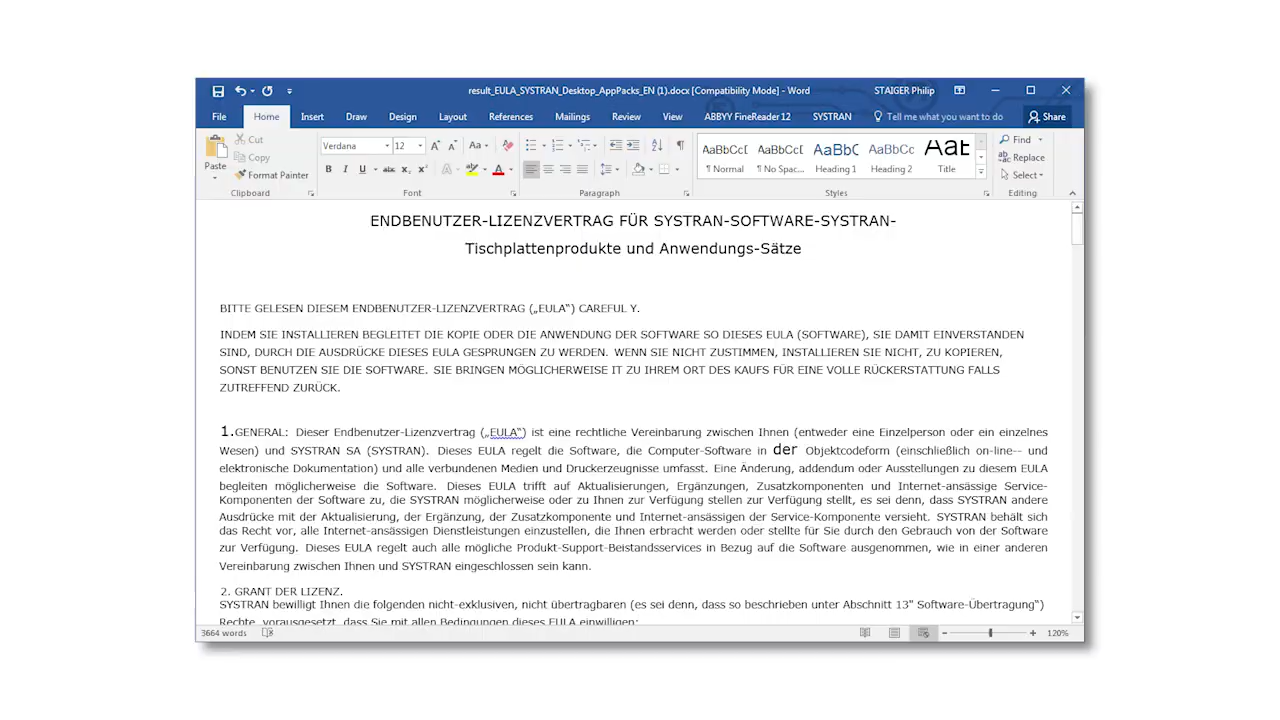 result_EULA_SYSTRAN_Desktop_AppPacks_EN (1).docx [Compatibility Mode] - Word
STAIGER Philip
File Home Insert Draw Design Layout References Mailings Review View ABBYY FineReader 12 SYSTRAN Tell me what you want to do Share
Paste
Cut
Copy
Format Painter
Clipboard
Verdana 12
Font
Paragraph
AaBbCcI AaBbCcI AaBbC AaBbCcI Aat
¶ Normal ¶ No Spac... Heading 1 Heading 2 Title
Styles
Find
Replace
Select
Editing
ENDBENUTZER-LIZENZVERTRAG FÜR SYSTRAN-SOFTWARE-SYSTRAN-
Tischplattenprodukte und Anwendungs-Sätze
BITTE GELESEN DIESEM ENDBENUTZER-LIZENZVERTRAG („EULA“) CAREFUL Y.
INDEM SIE INSTALLIEREN BEGLEITET DIE KOPIE ODER DIE ANWENDUNG DER SOFTWARE SO DIESES EULA (SOFTWARE), SIE DAMIT EINVERSTANDEN
SIND, DURCH DIE AUSDRÜCKE DIESES EULA GESPRUNGEN ZU WERDEN. WENN SIE NICHT ZUSTIMMEN, INSTALLIEREN SIE NICHT, ZU KOPIEREN,
SONST BENUTZEN SIE DIE SOFTWARE. SIE BRINGEN MÖGLICHERWEISE IT ZU IHREM ORT DES KAUFS FÜR EINE VOLLE RÜCKERSTATTUNG FALLS
ZUTREFFEND ZURÜCK.
1.GENERAL: Dieser Endbenutzer-Lizenzvertrag („EULA“) ist eine rechtliche Vereinbarung zwischen Ihnen (entweder eine Einzelperson oder ein einzelnes
Wesen) und SYSTRAN SA (SYSTRAN). Dieses EULA regelt die Software, die Computer-Software in der Objektcodeform (einschließlich on-line-- und
elektronische Dokumentation) und alle verbundenen Medien und Druckerzeugnisse umfasst. Eine Änderung, addendum oder Ausstellungen zu diesem EULA
begleiten möglicherweise die Software. Dieses EULA trifft auf Aktualisierungen, Ergänzungen, Zusatzkomponenten und Internet-ansässige Service-
Komponenten der Software zu, die SYSTRAN möglicherweise oder zu Ihnen zur Verfügung stellen zur Verfügung stellt, es sei denn, dass SYSTRAN andere
Ausdrücke mit der Aktualisierung, der Ergänzung, der Zusatzkomponente und Internet-ansässigen der Service-Komponente versieht. SYSTRAN behält sich
das Recht vor, alle Internet-ansässigen Dienstleistungen einzustellen, die Ihnen erbracht werden oder stellte für Sie durch den Gebrauch von der Software
zur Verfügung. Dieses EULA regelt auch alle mögliche Produkt-Support-Beistandsservices in Bezug auf die Software ausgenommen, wie in einer anderen
Vereinbarung zwischen Ihnen und SYSTRAN eingeschlossen sein kann.
2. GRANT DER LIZENZ.
SYSTRAN bewilligt Ihnen die folgenden nicht-exklusiven, nicht übertragbaren (es sei denn, dass so beschrieben unter Abschnitt 13" Software-Übertragung“)
Rechte, vorausgesetzt, dass Sie mit allen Bedingungen dieses EULA einwilligen:
3664 words
120%